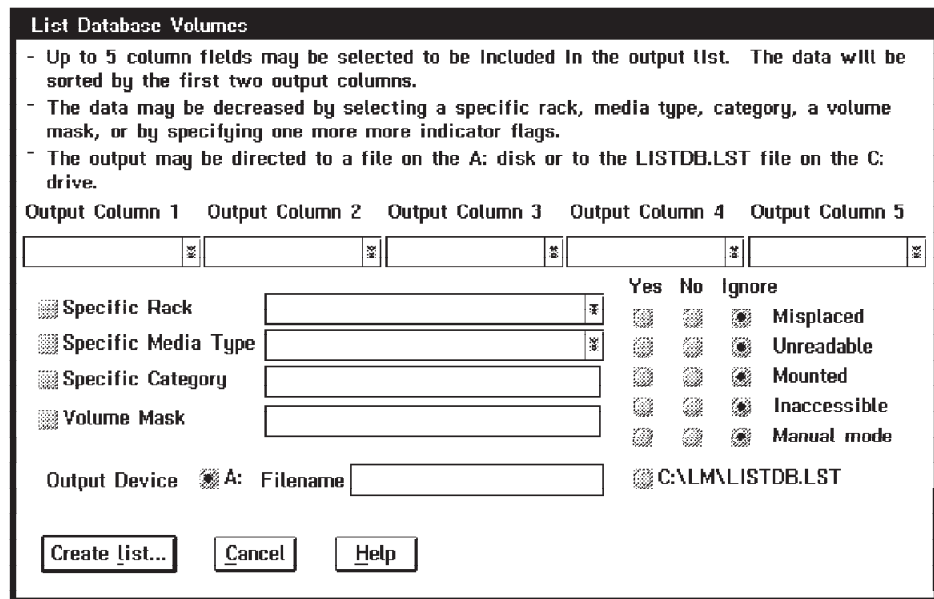 List Database Volumes
- Up to 5 column fields may be selected to be included in the output list. The data will be
sorted by the first two output columns.
- The data may be decreased by selecting a specific rack, media type, category, a volume
mask, or by specifying one more more indicator flags.
- The output may be directed to a file on the A: disk or to the LISTDB.LST file on the C:
drive.
Output Column 1 Output Column 2 Output Column 3 Output Column 4 Output Column 5
Yes No Ignore
Specific Rack
Misplaced
Specific Media Type
Unreadable
Specific Category
Mounted
Volume Mask
Inaccessible
Manual mode
Output Device A: Filename C:\LM\LISTDB.LST
Create list... Cancel Help